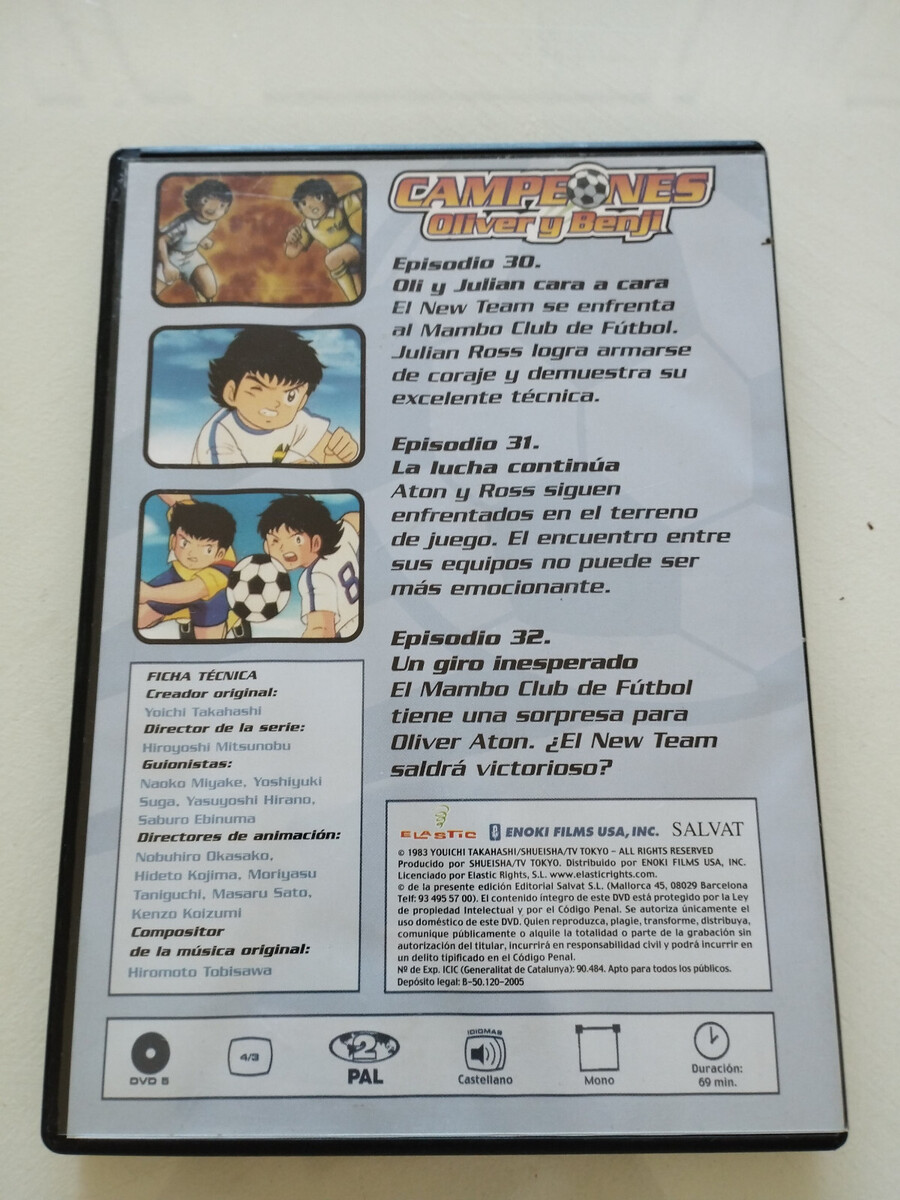 CAMPEONES
Oliver y Benji
Episodio 30.
Oli y Julian cara a cara
El New Team se enfrenta
al Mambo Club de Fútbol.
Julian Ross logra armarse
de coraje y demuestra su
excelente técnica.
Episodio 31.
La lucha continúa
Aton y Ross siguen
enfrentados en el terreno
de juego. El encuentro entre
sus equipos no puede ser
más emocionante.
Episodio 32.
Un giro inesperado
El Mambo Club de Fútbol
tiene una sorpresa para
Oliver Aton. ¿El New Team
saldrá victorioso?
8
FICHA TÉCNICA
Creador original:
Yoichi Takahashi
Director de la serie:
Hiroyoshi Mitsunobu
Guionistas:
Naoko Miyake, Yoshiyuki
Suga, Yasuyoshi Hirano,
Saburo Ebinuma
Directores de animación:
Nobuhiro Okasako,
Hideto Kojima, Moriyasu
Taniguchi, Masaru Sato,
Kenzo Koizumi
Compositor
de la música original:
Hiromoto Tobisawa
ELASTIC ENOKI FILMS USA, INC. SALVAT
© 1983 YOUICHI TAKAHASHI/SHUEISHA/TV TOKYO - ALL RIGHTS RESERVED
Producido por SHUEISHA/TV TOKYO. Distribuido por ENOKI FILMS USA, INC.
Licenciado por Elastic Rights, S.L. www.elasticrights.com.
© de la presente edición Editorial Salvat S.L. (Mallorca 45, 08029 Barcelona
Telf: 93 495 57 00). El contenido íntegro de este DVD está protegido por la Ley
de propiedad Intelectual y por el Código Penal. Se autoriza únicamente el
uso doméstico de este DVD. Quien reproduzca, plagie, transforme, distribuya,
comunique públicamente o alquile la totalidad o parte de la grabación sin
autorización del titular, incurrirá en responsabilidad civil y podrá incurrir en
un delito tipificado en el Código Penal.
Nº de Exp. ICIC (Generalitat de Catalunya): 90.484. Apto para todos los públicos.
Depósito legal: B-50.120-2005
DVD 5
4/3
2
PAL
IDIOMAS
Castellano
Mono
Duración:
69 min.